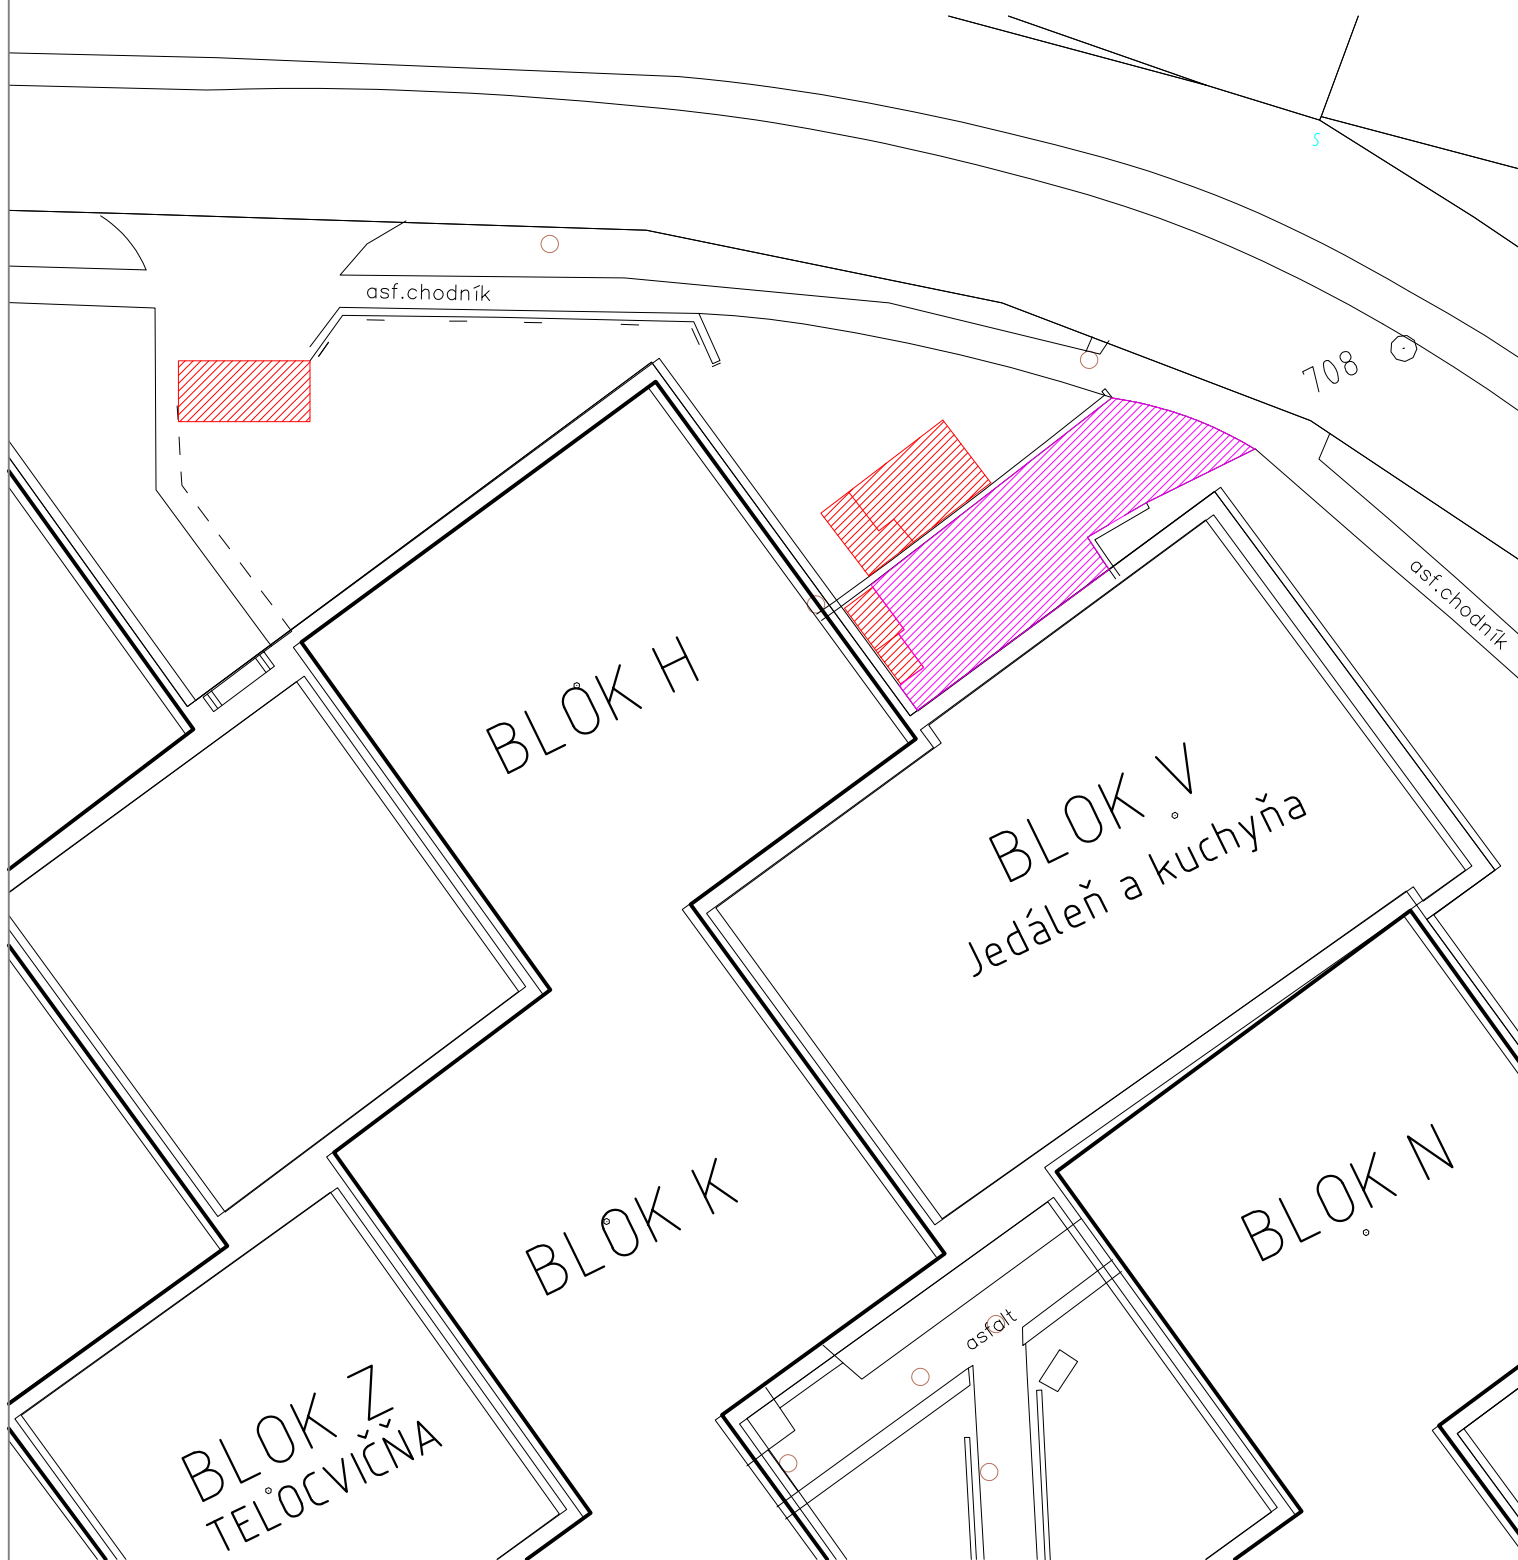 S
asf.chodník
708
asf.chodník
BLOK H
BLOK V
Jedáleň a kuchyňa
BLOK K
BLOK N
asfalt
BLOK Z
TELOCVIČŇA